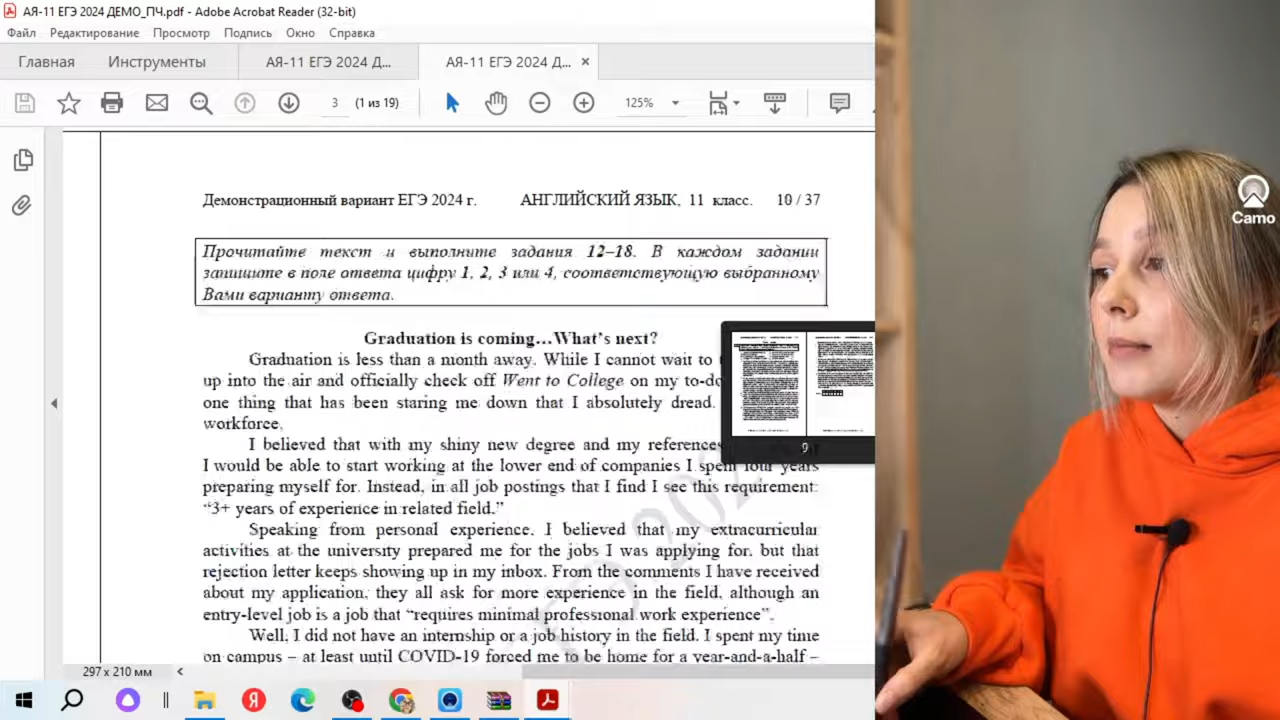 АЯ-11 ЕГЭ 2024 ДЕМО_ПЧ.pdf - Adobe Acrobat Reader (32-bit)
Файл Редактирование Просмотр Подпись Окно Справка
Главная Инструменты АЯ-11 ЕГЭ 2024 Д... АЯ-11 ЕГЭ 2024 Д... ×
3 (1 из 19) 125%
Демонстрационный вариант ЕГЭ 2024 г. АНГЛИЙСКИЙ ЯЗЫК, 11 класс. 10 / 37
Прочитайте текст и выполните задания 12–18. В каждом задании
запишите в поле ответа цифру 1, 2, 3 или 4, соответствующую выбранному
Вами варианту ответа.
Graduation is coming…What's next?
Graduation is less than a month away. While I cannot wait to
up into the air and officially check off Went to College on my to-do
one thing that has been staring me down that I absolutely dread.
workforce.
I believed that with my shiny new degree and my references
I would be able to start working at the lower end of companies I spent four years
preparing myself for. Instead, in all job postings that I find I see this requirement:
“3+ years of experience in related field.”
Speaking from personal experience, I believed that my extracurricular
activities at the university prepared me for the jobs I was applying for, but that
rejection letter keeps showing up in my inbox. From the comments I have received
about my application, they all ask for more experience in the field, although an
entry-level job is a job that “requires minimal professional work experience”.
Well, I did not have an internship or a job history in the field. I spent my time
on campus – at least until COVID-19 forced me to be home for a year-and-a-half –
9
297 x 210 мм
Camo